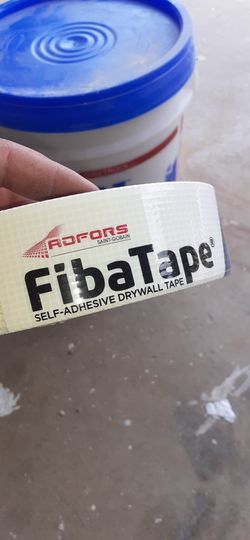 ADFORS
SAINT-GOBAIN
FibaTape®
SELF-ADHESIVE DRYWALL TAPE